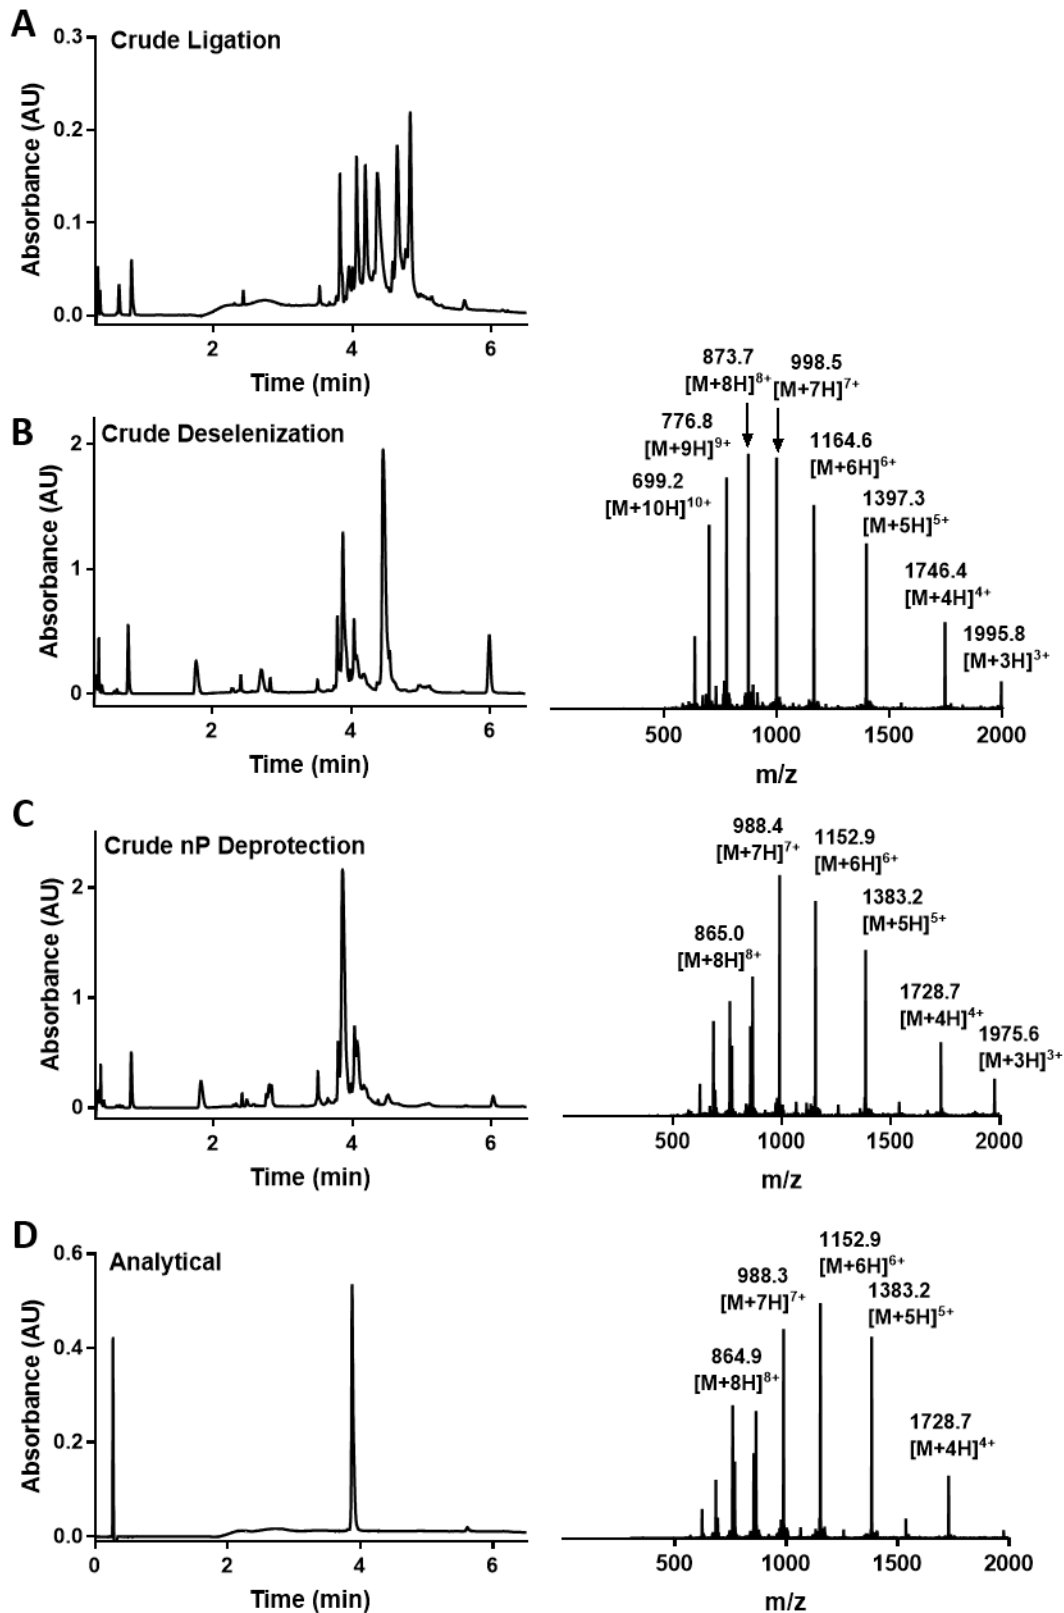 A
Crude Ligation
0.3
0.2
0.1
0.0
Absorbance (AU)
2 4 6
Time (min)
B
Crude Deselenization
2
1
0
Absorbance (AU)
2 4 6
Time (min)
873.7
[M+8H]⁸⁺
998.5
[M+7H]⁷⁺
776.8
[M+9H]⁹⁺
1164.6
[M+6H]⁶⁺
699.2
[M+10H]¹⁰⁺
1397.3
[M+5H]⁵⁺
1746.4
[M+4H]⁴⁺
1995.8
[M+3H]³⁺
500 1000 1500 2000
m/z
C
Crude nP Deprotection
2
1
0
Absorbance (AU)
2 4 6
Time (min)
988.4
[M+7H]⁷⁺
1152.9
[M+6H]⁶⁺
1383.2
[M+5H]⁵⁺
865.0
[M+8H]⁸⁺
1728.7
[M+4H]⁴⁺
1975.6
[M+3H]³⁺
500 1000 1500 2000
m/z
D
Analytical
0.6
0.4
0.2
0.0
Absorbance (AU)
0 2 4 6
Time (min)
1152.9
[M+6H]⁶⁺
988.3
[M+7H]⁷⁺
1383.2
[M+5H]⁵⁺
864.9
[M+8H]⁸⁺
1728.7
[M+4H]⁴⁺
500 1000 1500 2000
m/z